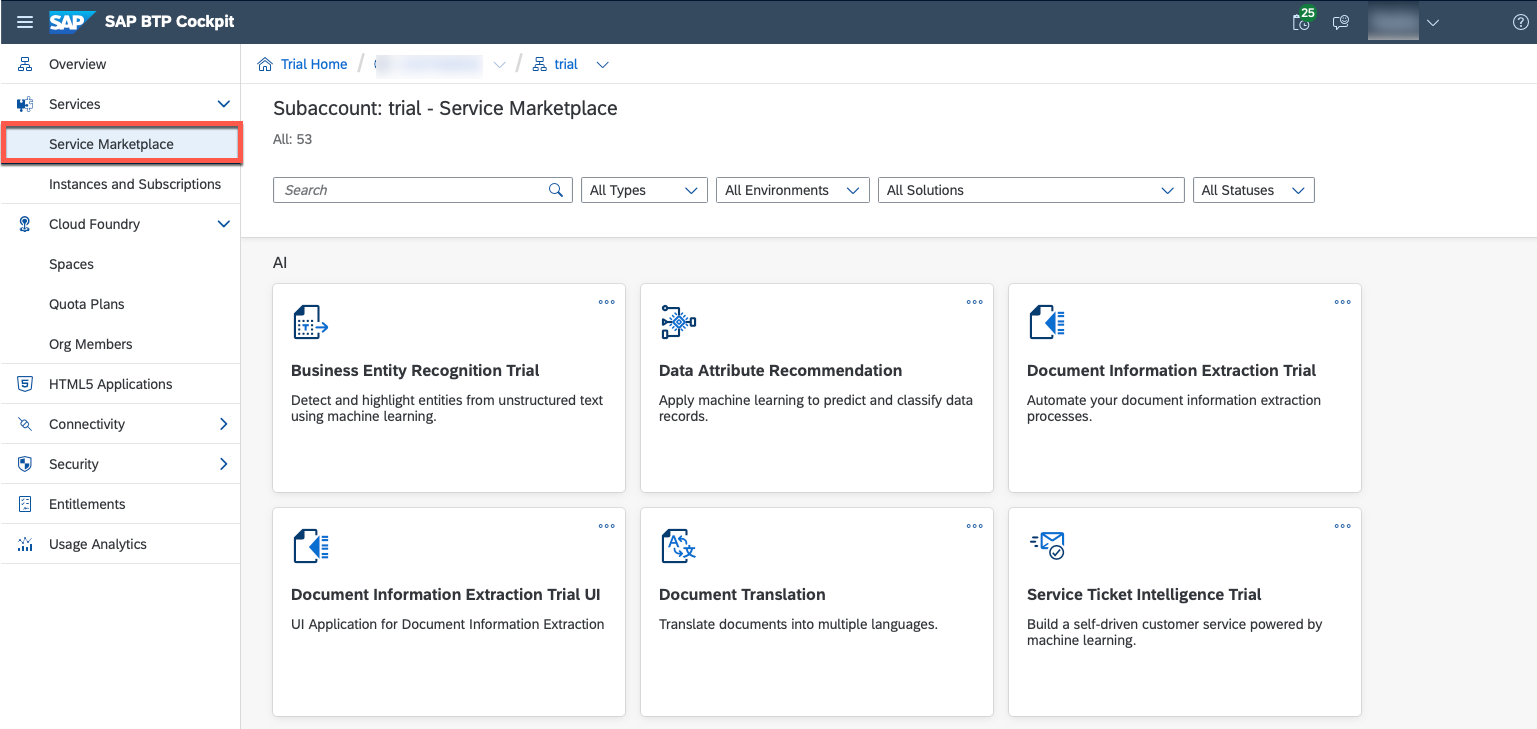 SAP SAP BTP Cockpit
25
Overview
Services
Service Marketplace
Instances and Subscriptions
Cloud Foundry
Spaces
Quota Plans
Org Members
HTML5 Applications
Connectivity
Security
Entitlements
Usage Analytics
Trial Home / / trial
Subaccount: trial - Service Marketplace
All: 53
Search
All Types
All Environments
All Solutions
All Statuses
AI
Business Entity Recognition Trial
Detect and highlight entities from unstructured text
using machine learning.
Data Attribute Recommendation
Apply machine learning to predict and classify data
records.
Document Information Extraction Trial
Automate your document information extraction
processes.
Document Information Extraction Trial UI
UI Application for Document Information Extraction
Document Translation
Translate documents into multiple languages.
Service Ticket Intelligence Trial
Build a self-driven customer service powered by
machine learning.